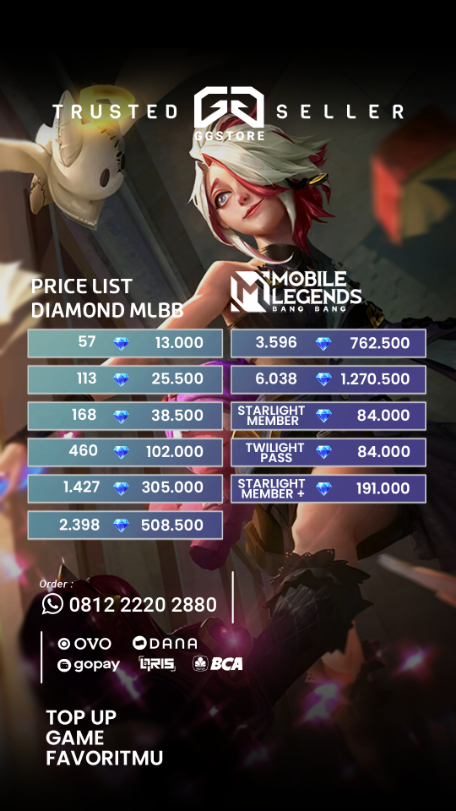 TRUSTED GG SELLER
GGSTORE
PRICE LIST
DIAMOND MLBB
MOBILE
LEGENDS
BANG BANG
57 13.000
113 25.500
168 38.500
460 102.000
1.427 305.000
2.398 508.500
3.596 762.500
6.038 1.270.500
STARLIGHT
MEMBER 84.000
TWILIGHT
PASS 84.000
STARLIGHT
MEMBER + 191.000
Order :
0812 2220 2880
OVO DANA
gopay QRIS BCA
TOP UP
GAME
FAVORITMU